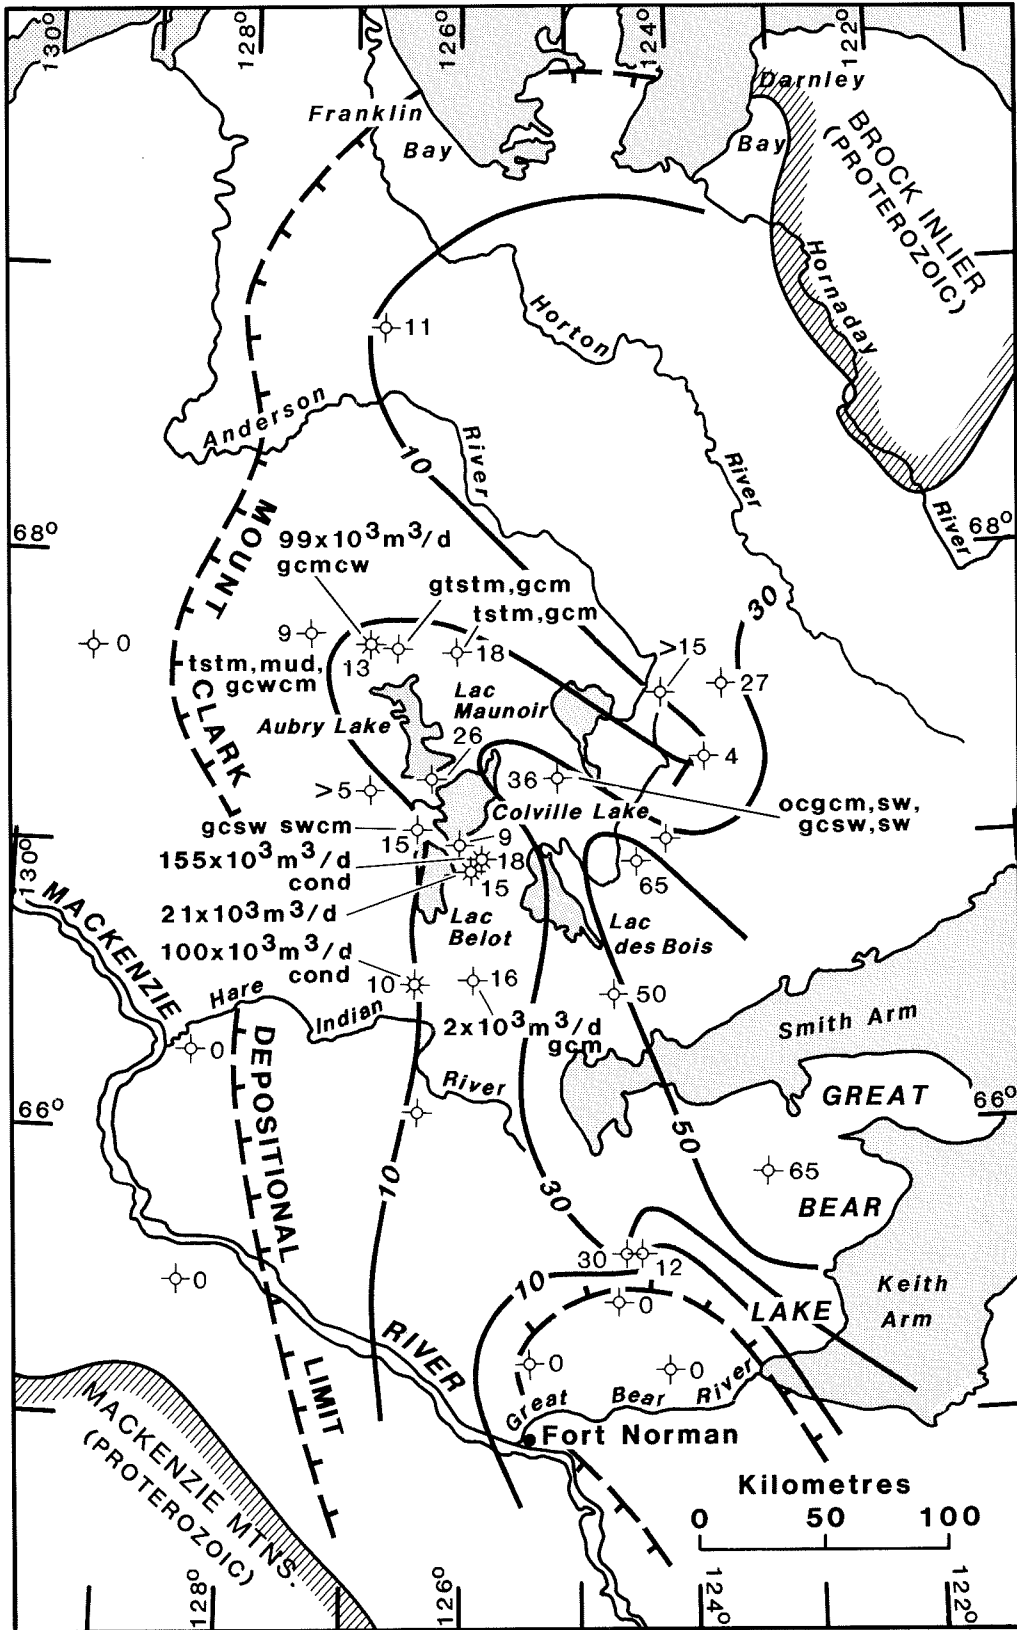 130°
128°
126°
124°
122°
Franklin
Bay
Darnley
Bay
BROCK INLIER
(PROTEROZOIC)
Hornaday
River
Horton
River
11
Anderson
River
10
68°
68°
MOUNT
CLARK
DEPOSITIONAL
LIMIT
99x10³m³/d
gcmcw
gtstm,gcm
tstm,gcm
30
0
9
13
18
>15
27
tstm,mud,
gcwcm
Lac
Maunoir
Aubry Lake
26
4
>5
36
Colville Lake
ocgcm,sw,
gcsw,sw
gcsw swcm
15
9
155x10³m³/d
cond
18
15
65
130°
21x10³m³/d
Lac
Belot
Lac
des Bois
100x10³m³/d
cond
10
16
50
MACKENZIE
RIVER
Hare
Indian
River
2x10³m³/d
gcm
Smith Arm
0
66°
66°
GREAT
BEAR
LAKE
50
65
10
30
30
12
0
10
0
Keith
Arm
0
0
Great
Bear
River
Fort Norman
MACKENZIE MTNS.
(PROTEROZOIC)
Kilometres
0 50 100
128°
126°
124°
122°